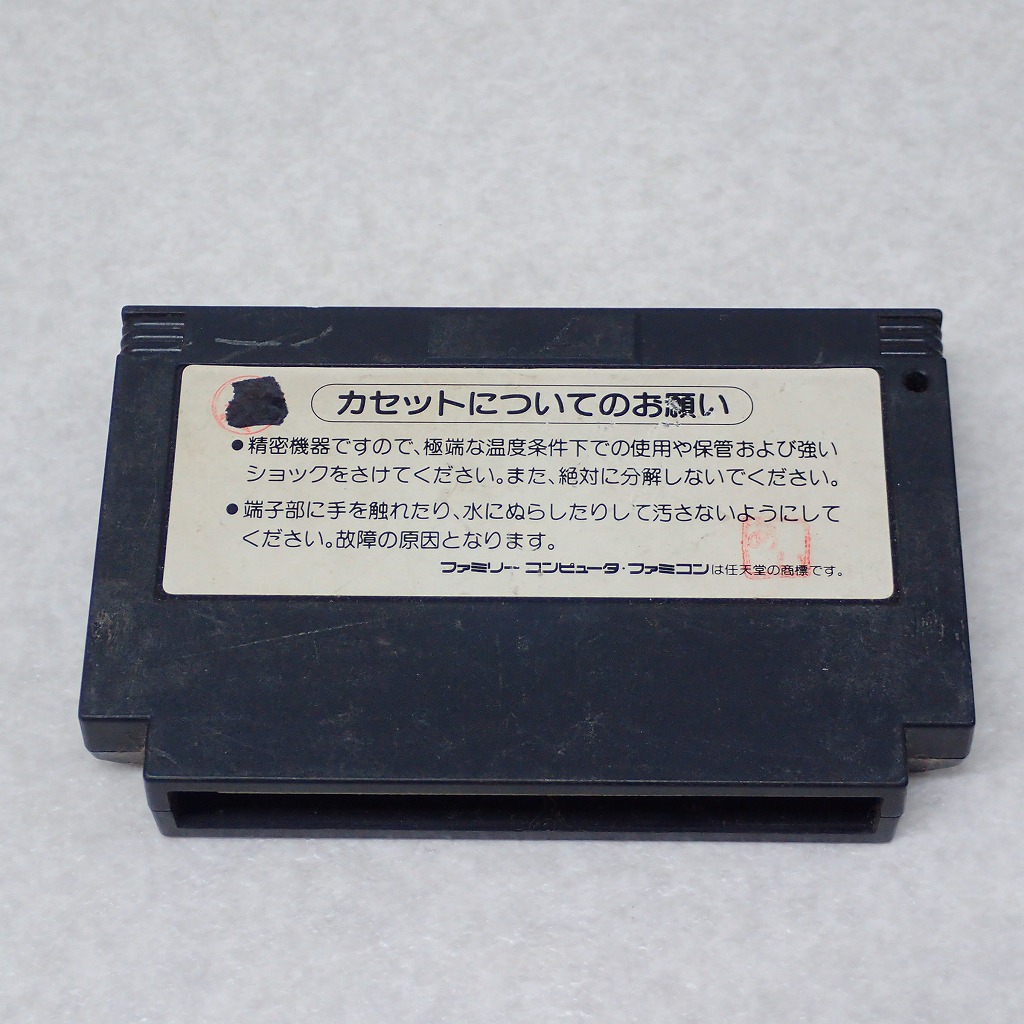 カセットについてのお願い
●精密機器ですので、極端な温度条件下での使用や保管および強い
ショックをさけてください。また、絶対に分解しないでください。
●端子部に手を触れたり、水にぬらしたりして汚さないようにして
ください。故障の原因となります。
ファミリー コンピュータ・ファミコンは任天堂の商標です。